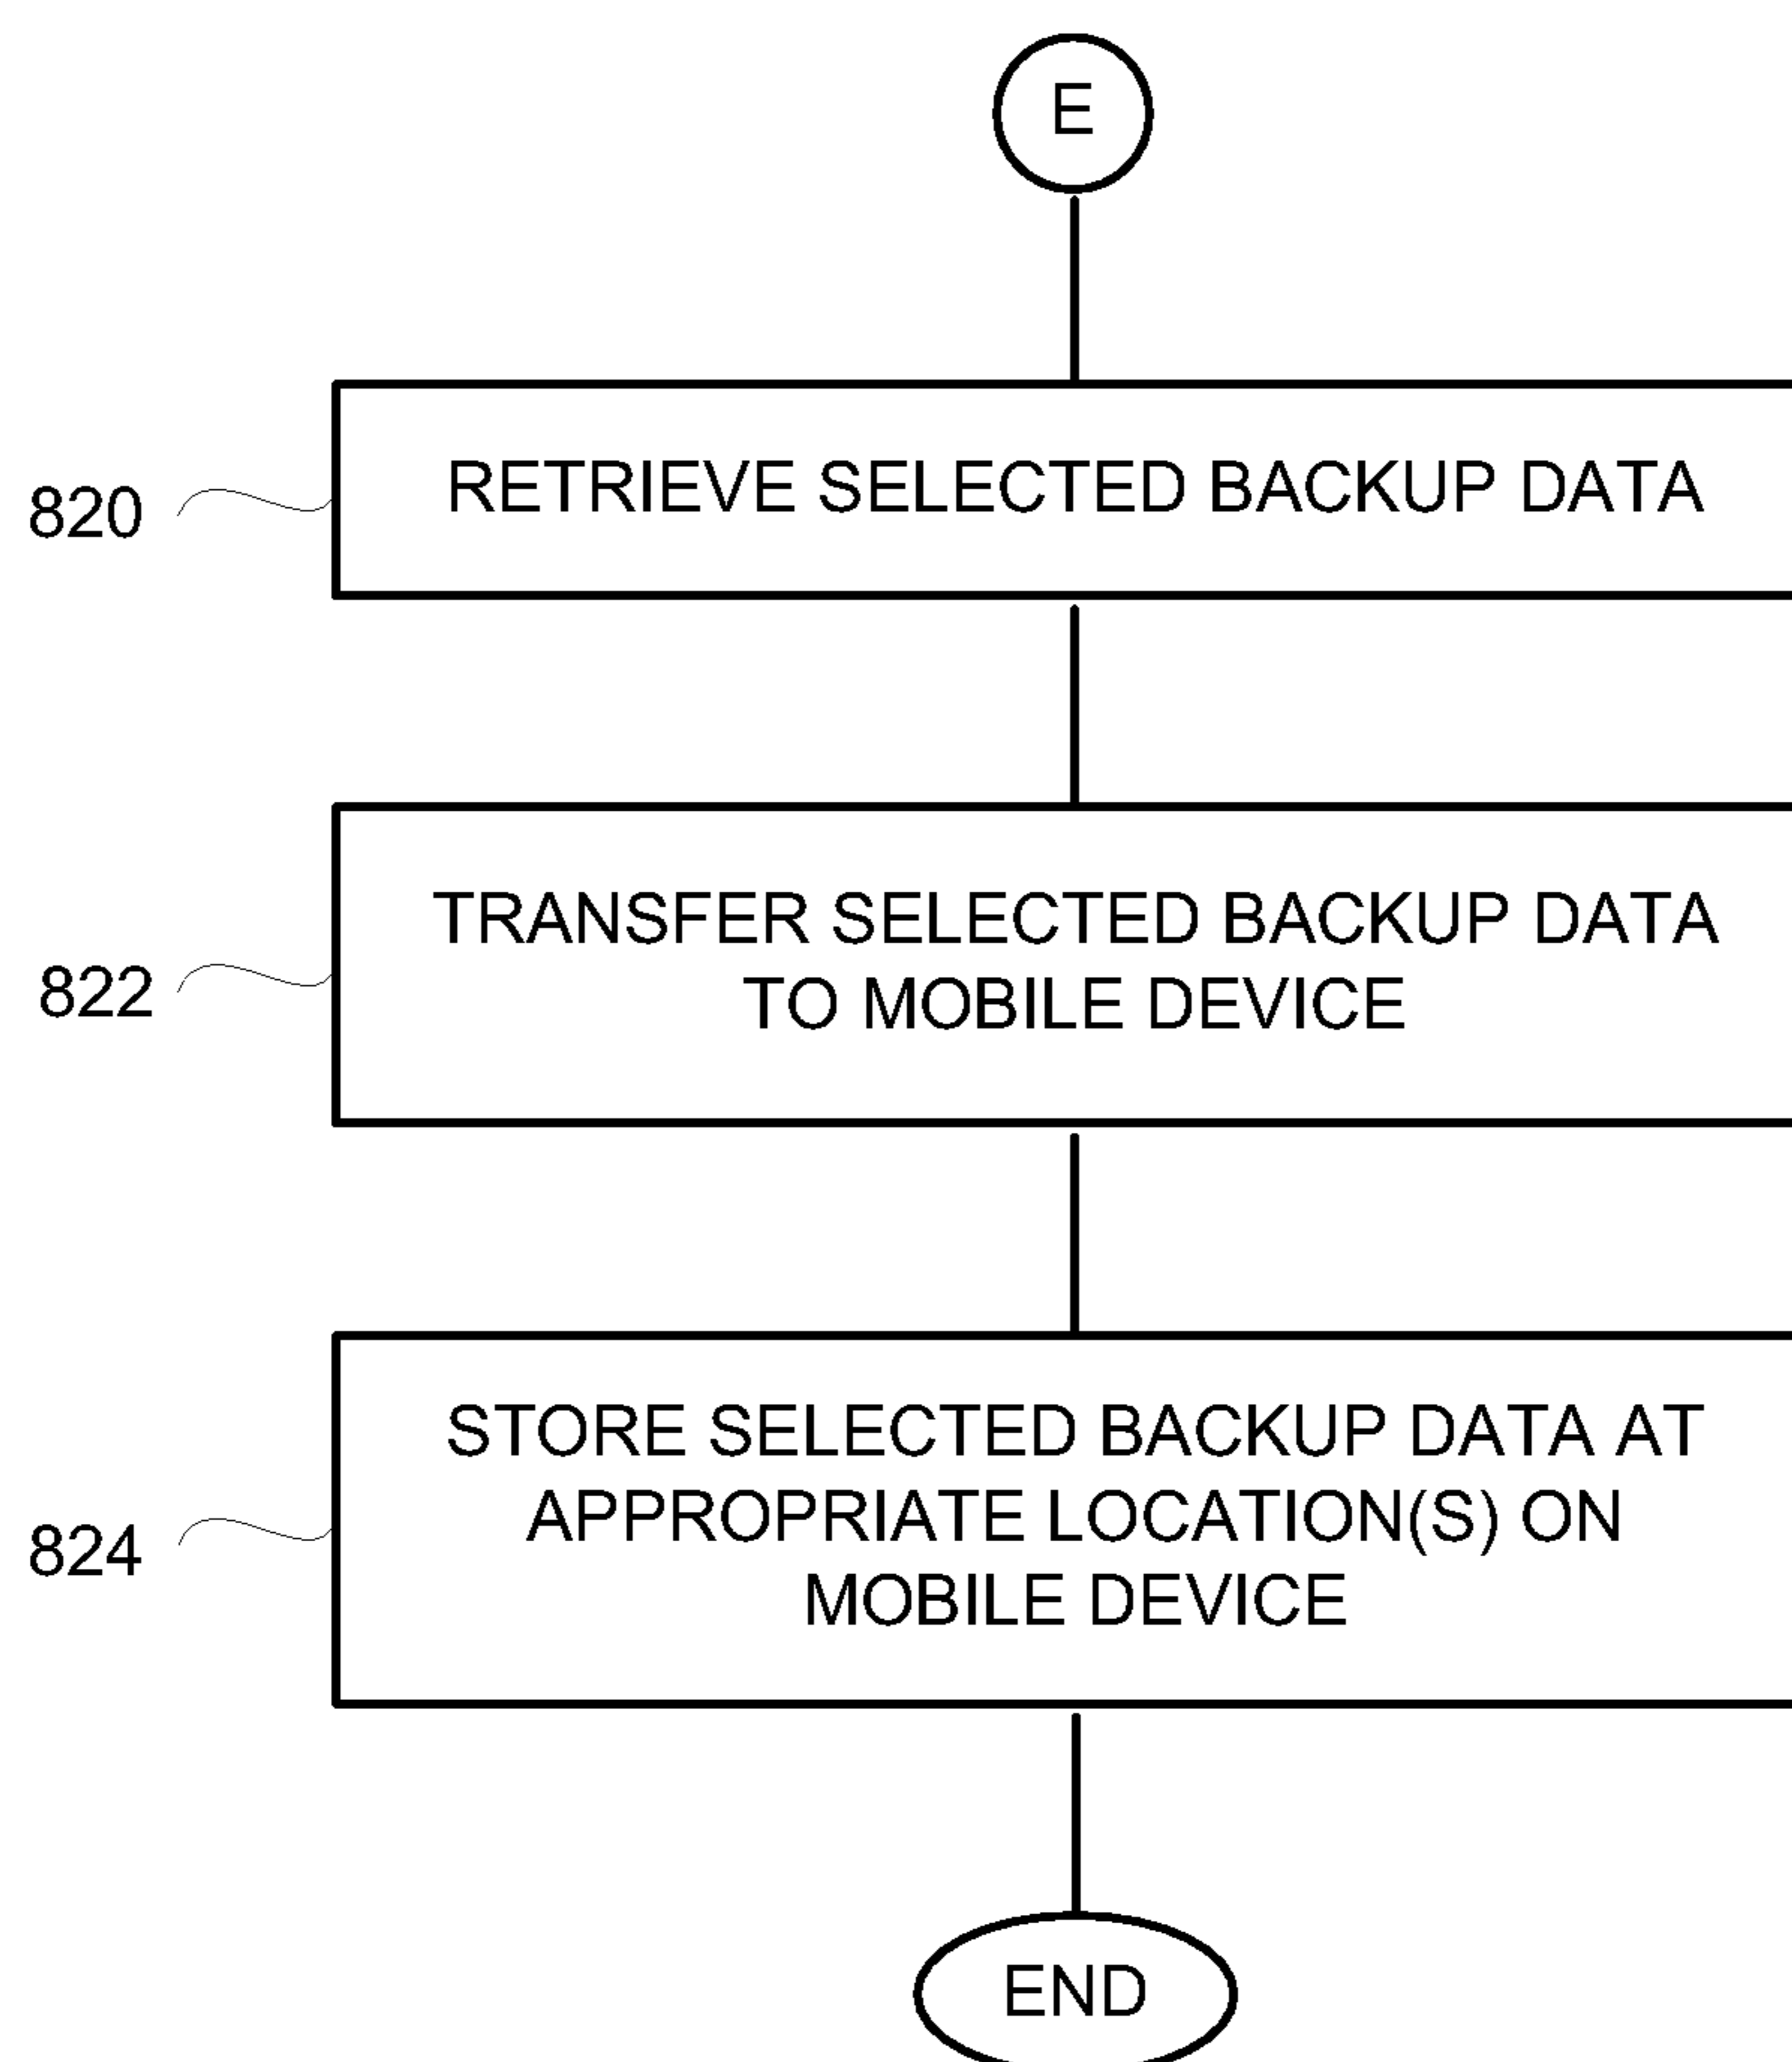 E
820
RETRIEVE SELECTED BACKUP DATA
822
TRANSFER SELECTED BACKUP DATA
TO MOBILE DEVICE
824
STORE SELECTED BACKUP DATA AT
APPROPRIATE LOCATION(S) ON
MOBILE DEVICE
END